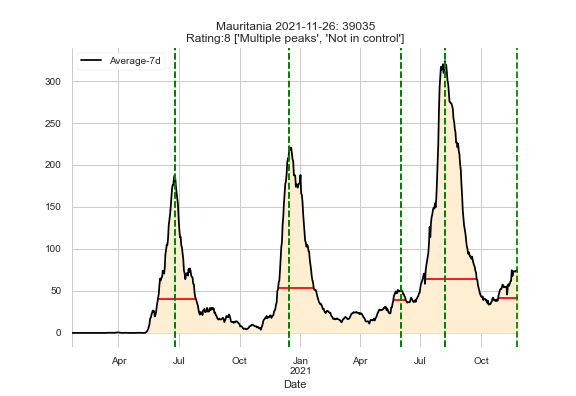 Mauritania 2021-11-26: 39035
Rating:8 ['Multiple peaks', 'Not in control']
Average-7d
300
250
200
150
100
50
0
Apr Jul Oct Jan Apr Jul Oct
2021
Date